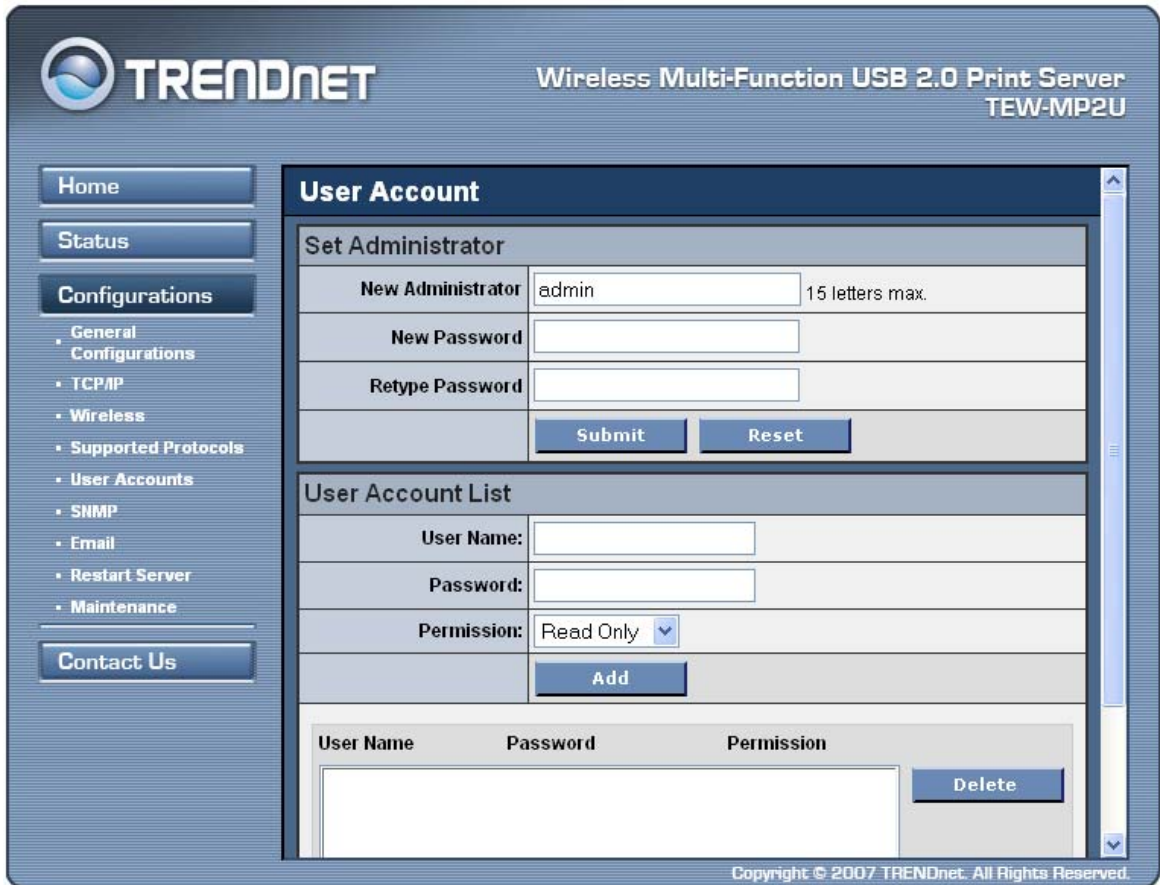 TRENDNET
Wireless Multi-Function USB 2.0 Print Server
TEW-MP2U
Home
Status
Configurations
General
Configurations
TCP/IP
Wireless
Supported Protocols
User Accounts
SNMP
Email
Restart Server
Maintenance
Contact Us
User Account
Set Administrator
New Administrator admin 15 letters max.
New Password
Retype Password
Submit Reset
User Account List
User Name:
Password:
Permission: Read Only
Add
User Name Password Permission
Delete
Copyright © 2007 TRENDnet. All Rights Reserved.